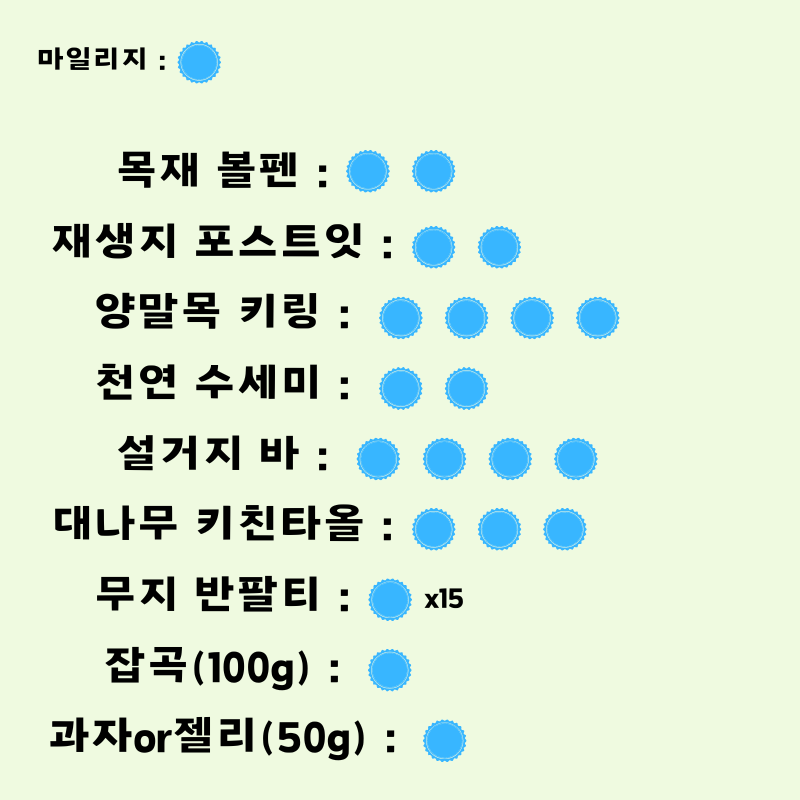 마일리지 :
목재 볼펜 :
재생지 포스트잇 :
양말목 키링 :
천연 수세미 :
설거지 바 :
대나무 키친타올 :
무지 반팔티 : x15
잡곡(100g) :
과자or젤리(50g) :